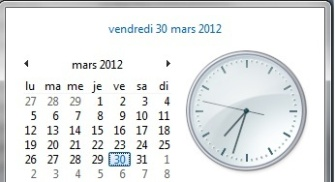 vendredi 30 mars 2012
mars 2012
lu ma me je ve sa di
27 28 29 1 2 3 4
5 6 7 8 9 10 11
12 13 14 15 16 17 18
19 20 21 22 23 24 25
26 27 28 29 30 31 1
2 3 4 5 6 7 8